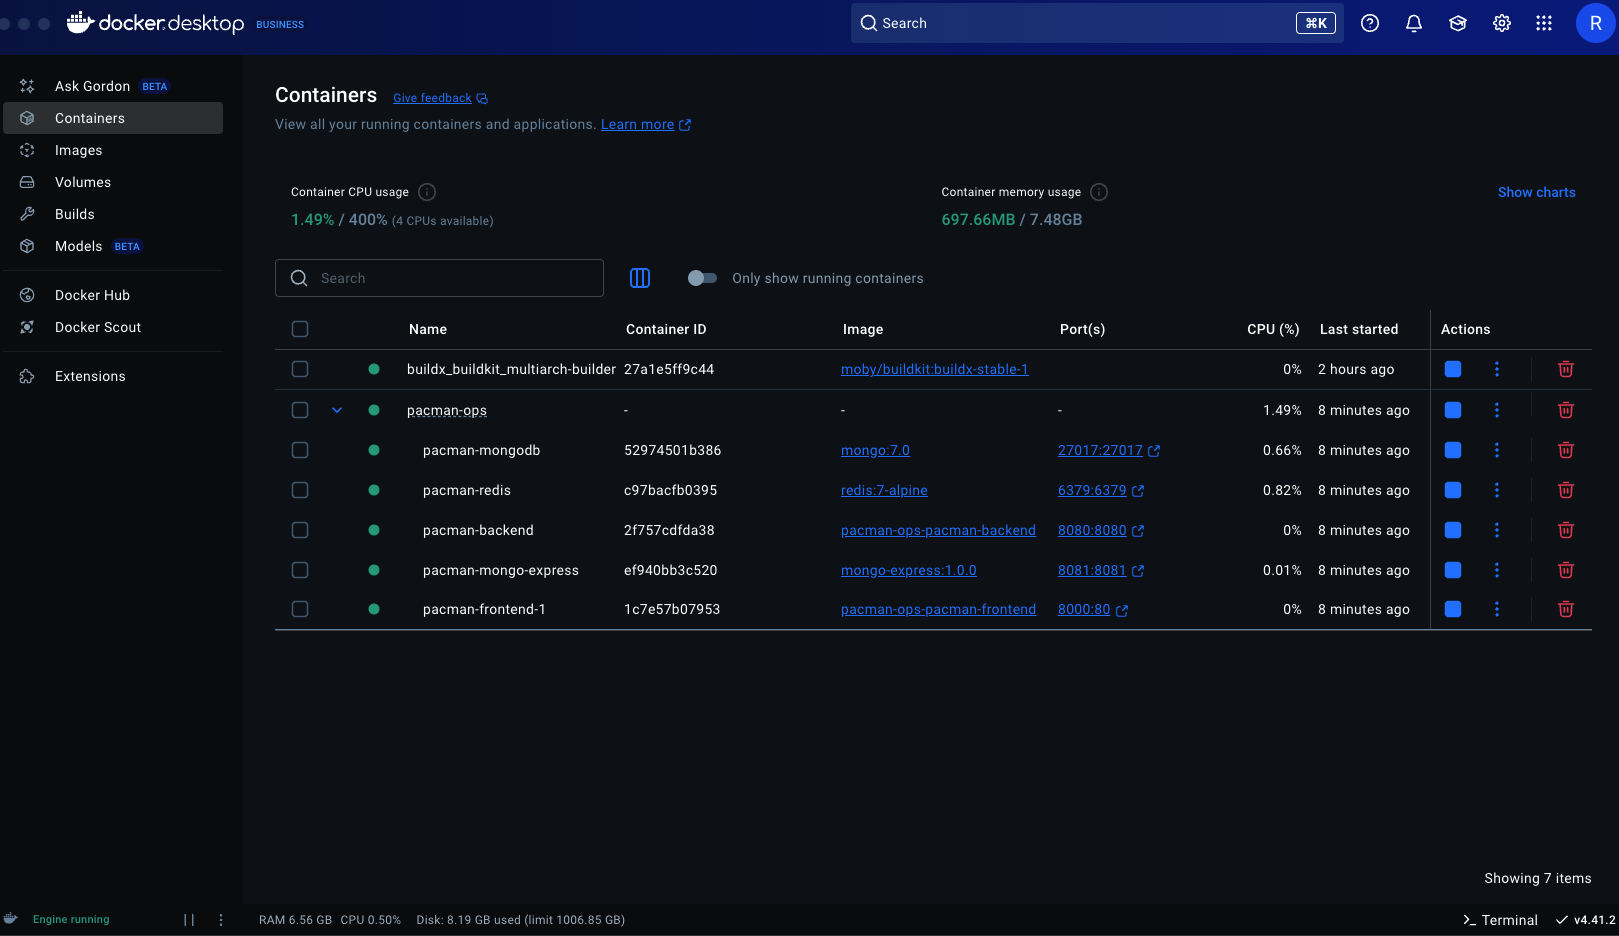 docker.desktop BUSINESS
Search ⌘K
R
Ask Gordon BETA
Containers
Images
Volumes
Builds
Models BETA
Docker Hub
Docker Scout
Extensions
Containers Give feedback
View all your running containers and applications. Learn more
Container CPU usage
1.49% / 400% (4 CPUs available)
Container memory usage
697.66MB / 7.48GB
Show charts
Search
Only show running containers
Name Container ID Image Port(s) CPU (%) Last started Actions
buildx_buildkit_multiarch-builder 27a1e5ff9c44 moby/buildkit:buildx-stable-1 0% 2 hours ago
pacman-ops - - - 1.49% 8 minutes ago
pacman-mongodb 52974501b386 mongo:7.0 27017:27017 0.66% 8 minutes ago
pacman-redis c97bacfb0395 redis:7-alpine 6379:6379 0.82% 8 minutes ago
pacman-backend 2f757cdfda38 pacman-ops-pacman-backend 8080:8080 0% 8 minutes ago
pacman-mongo-express ef940bb3c520 mongo-express:1.0.0 8081:8081 0.01% 8 minutes ago
pacman-frontend-1 1c7e57b07953 pacman-ops-pacman-frontend 8000:80 0% 8 minutes ago
Showing 7 items
Engine running
RAM 6.56 GB CPU 0.50% Disk: 8.19 GB used (limit 1006.85 GB)
Terminal
v4.41.2